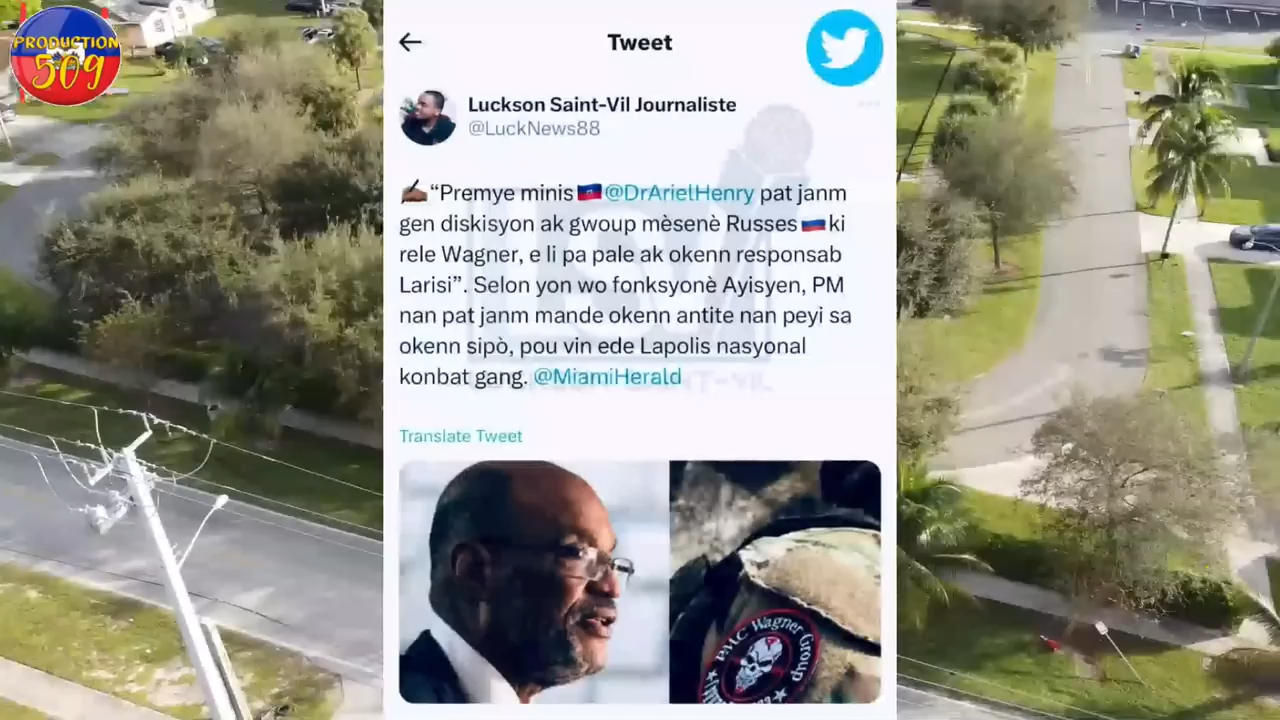 PRODUCTION
509
Tweet
Luckson Saint-Vil Journaliste
@LuckNews88
“Premye minis @DrArielHenry pat janm
gen diskisyon ak gwoup mèsenè Russes ki
rele Wagner, e li pa pale ak okenn responsab
Larisi”. Selon yon wo fonksyonè Ayisyen, PM
nan pat janm mande okenn antite nan peyi sa
okenn sipò, pou vin ede Lapolis nasyonal
konbat gang. @MiamiHerald
Translate Tweet
PMC Wagner Group